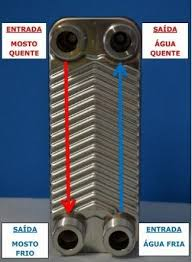 ENTRADA
MOSTO
QUENTE
SAÍDA
ÁGUA
QUENTE
SAÍDA
MOSTO
FRIO
ENTRADA
ÁGUA FRIA